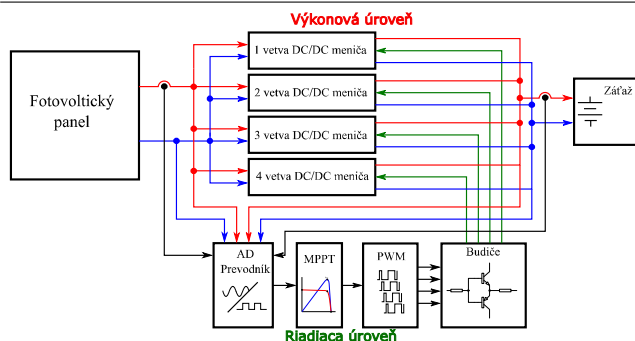 Výkonová úroveň
1 vetva DC/DC meniča
2 vetva DC/DC meniča
3 vetva DC/DC meniča
4 vetva DC/DC meniča
Fotovoltický
panel
Záťaž
AD
Prevodník
MPPT
PWM
Budiče
Riadiaca úroveň